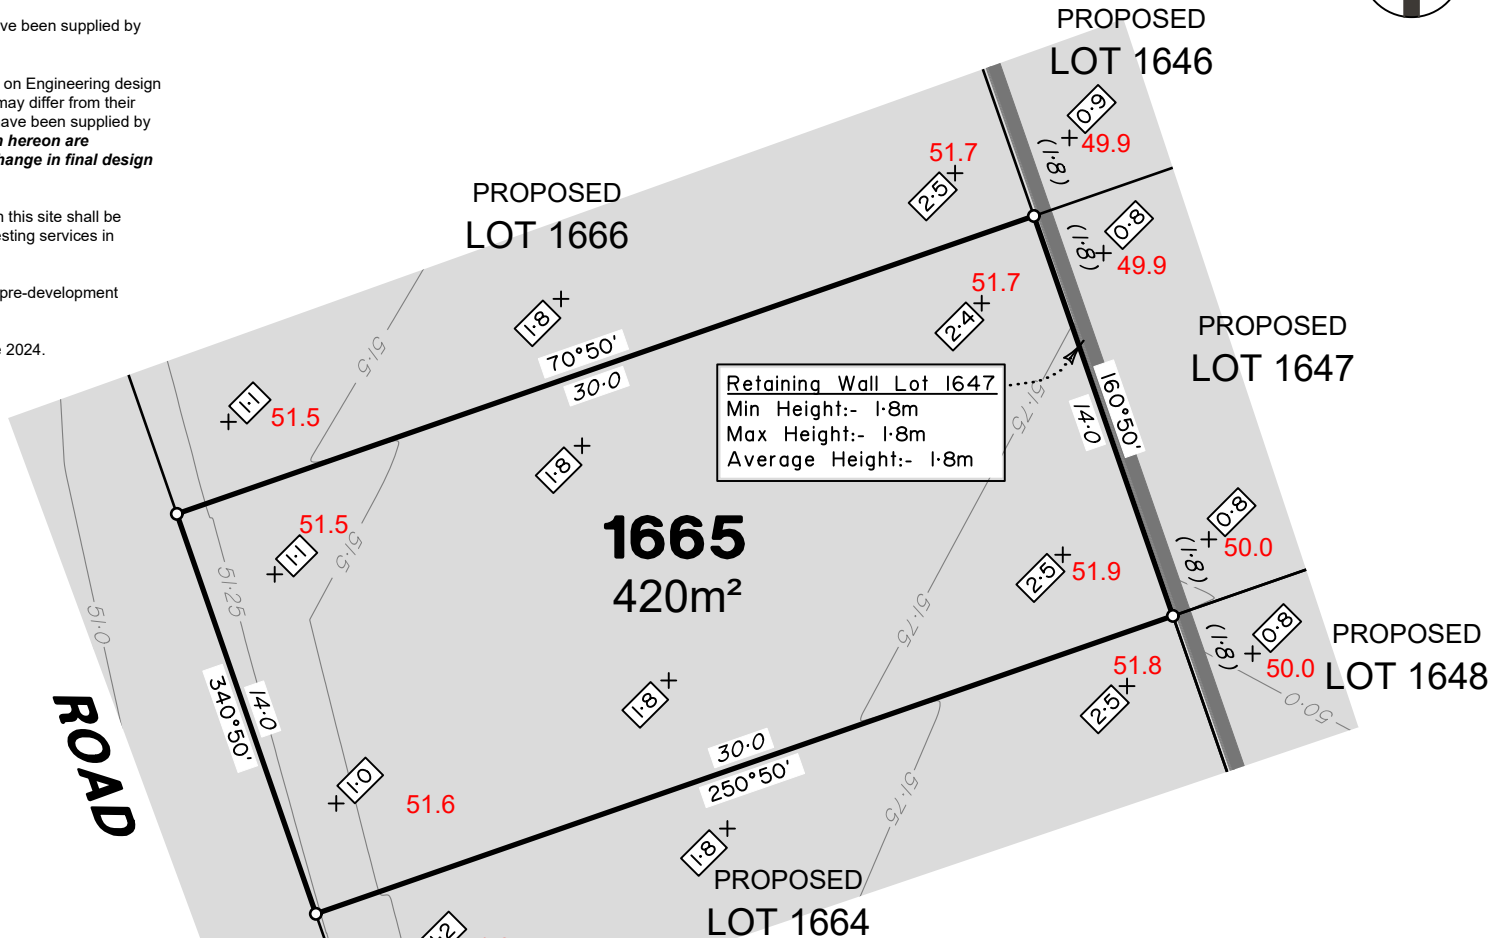 ve been supplied by
on Engineering design
may differ from their
ave been supplied by
n hereon are
hange in final design
n this site shall be
esting services in
pre-development
2024.
PROPOSED
LOT 1646
0·9
49.9
(1·8)
51.7
2·5
PROPOSED
LOT 1666
0·8
(1·8)
49.9
51.7
2·4
1·8
51·5
70°50'
30·0
PROPOSED
LOT 1647
Retaining Wall Lot 1647
Min Height:- 1·8m
Max Height:- 1·8m
Average Height:- 1·8m
51·75
160°50'
14·0
1·1
51.5
1·8
51.5
1·1
51·5
1665
420m²
0·8
50.0
(1·8)
2·5
51.9
51·25
51·0
51·75
0·8
(1·8)
50.0
PROPOSED
LOT 1648
50·0
51.8
2·5
1·8
340°50'
14·0
ROAD
30·0
250°50'
1·0
51.6
51·75
1·8
PROPOSED
LOT 1664